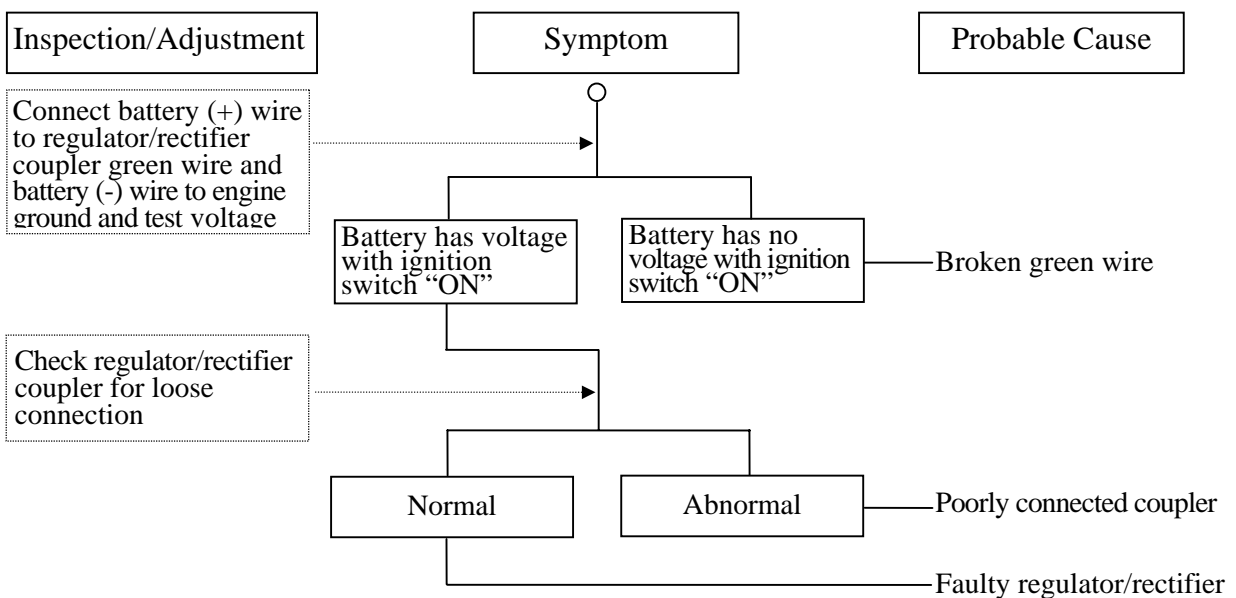 Inspection/Adjustment
Symptom
Probable Cause
Connect battery (+) wire
to regulator/rectifier
coupler green wire and
battery (-) wire to engine
ground and test voltage
Battery has voltage
with ignition
switch “ON”
Battery has no
voltage with ignition
switch “ON”
Broken green wire
Check regulator/rectifier
coupler for loose
connection
Normal
Abnormal
Poorly connected coupler
Faulty regulator/rectifier